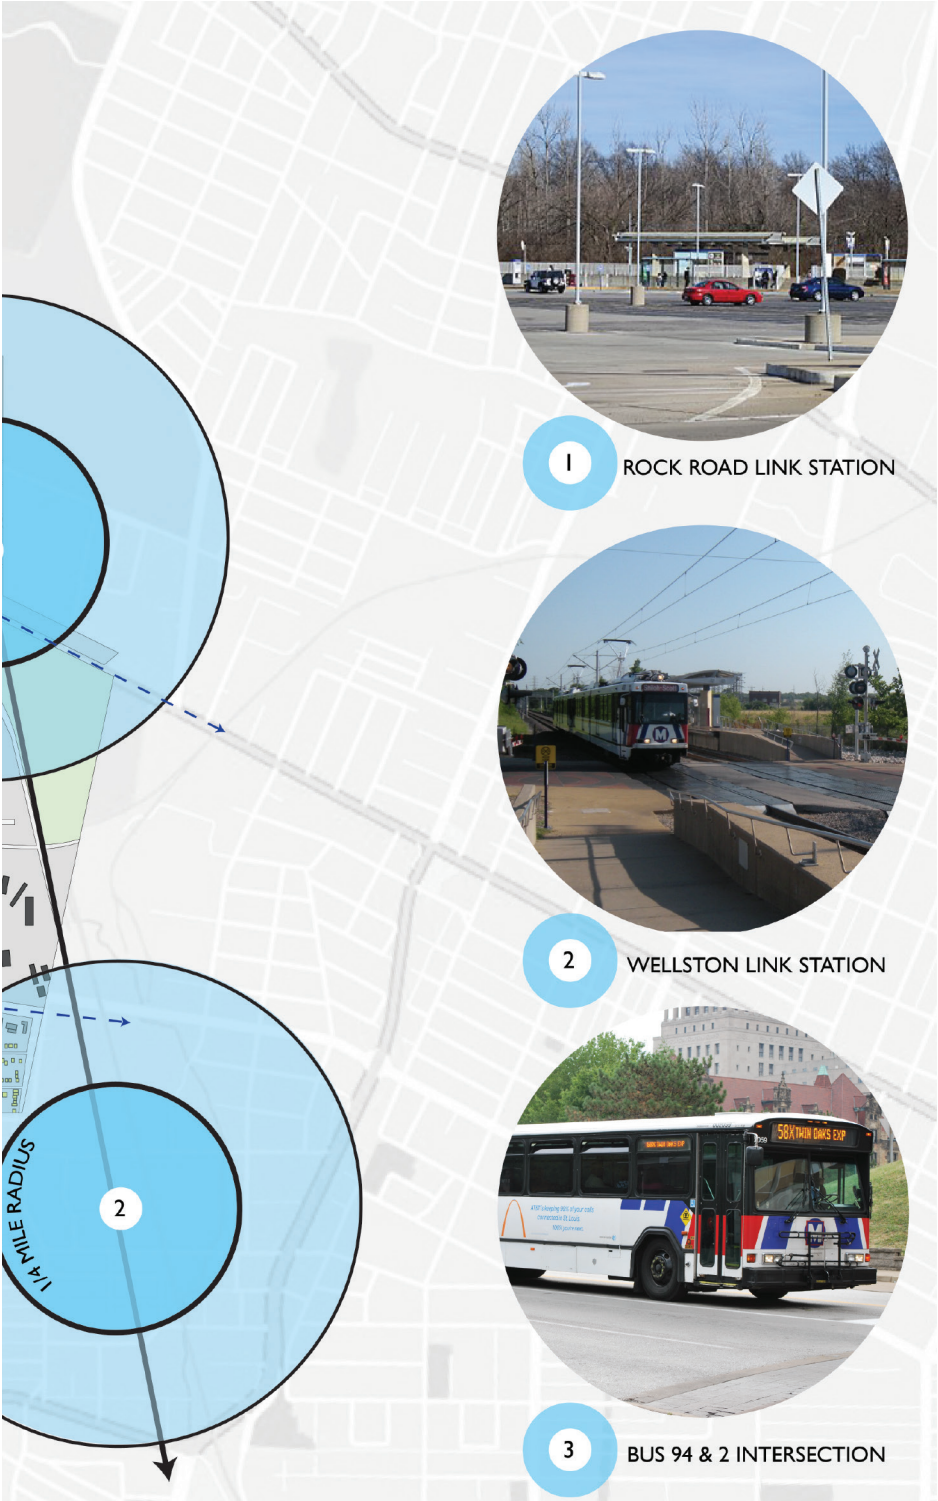 1
ROCK ROAD LINK STATION
2
WELLSTON LINK STATION
58X TWIN OAKS EXP
M
3
BUS 94 & 2 INTERSECTION
1/4 MILE RADIUS
2